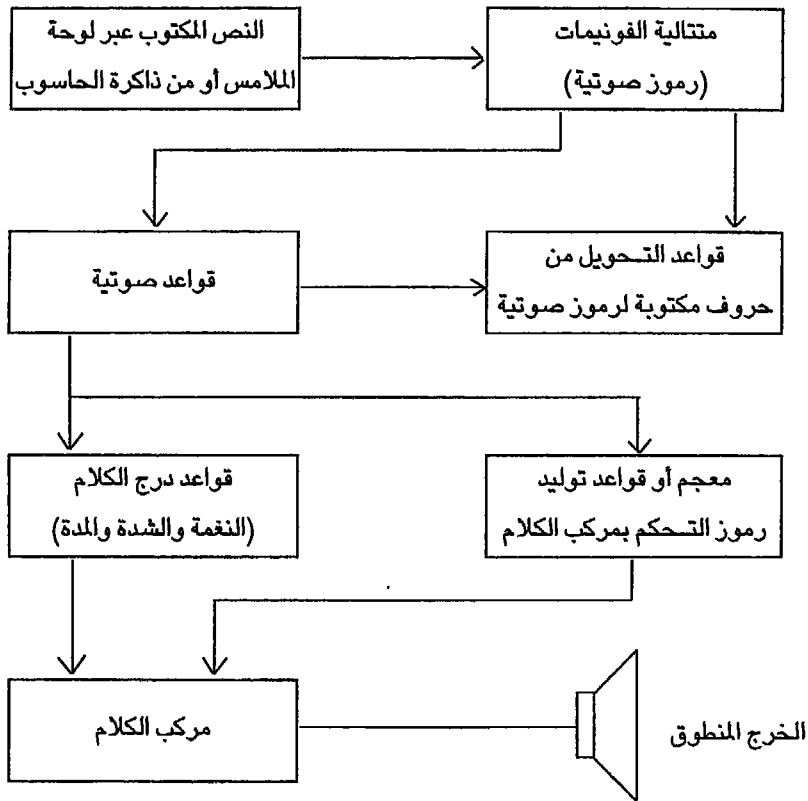 النص المكتوب عبر لوحة
الملامس أو من ذاكرة الحاسوب
متتالية الفونيمات
(رموز صوتية)
قواعد صوتية
قواعد التحويل من
حروف مكتوبة لرموز صوتية
قواعد درج الكلام
(النغمة والشدة والمدة)
معجم أو قواعد توليد
رموز التحكم بمركب الكلام
مركب الكلام
الخرج المنطوق